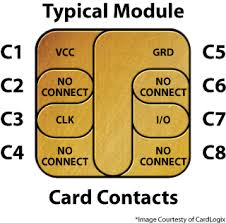 Typical Module
C1 VCC GRD C5
C2 NO CONNECT NO CONNECT C6
C3 CLK I/O C7
C4 NO CONNECT NO CONNECT C8
Card Contacts
*Image Courtesty of CardLogix